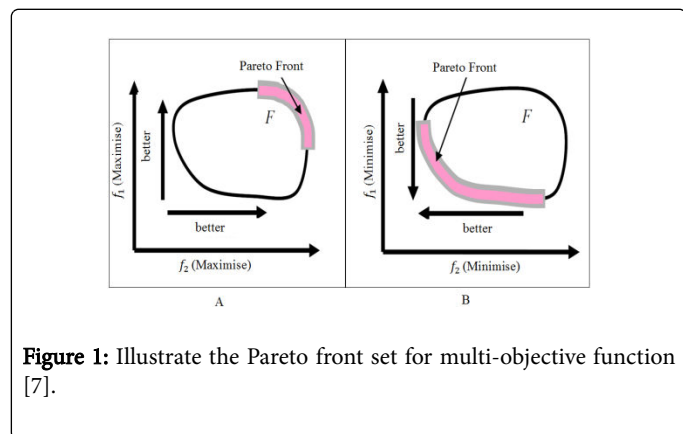 Pareto Front
F
f₁ (Maximise)
better
better
f₂ (Maximise)
A
Pareto Front
F
f₁ (Minimise)
better
better
f₂ (Minimise)
B
Figure 1: Illustrate the Pareto front set for multi-objective function
[7].